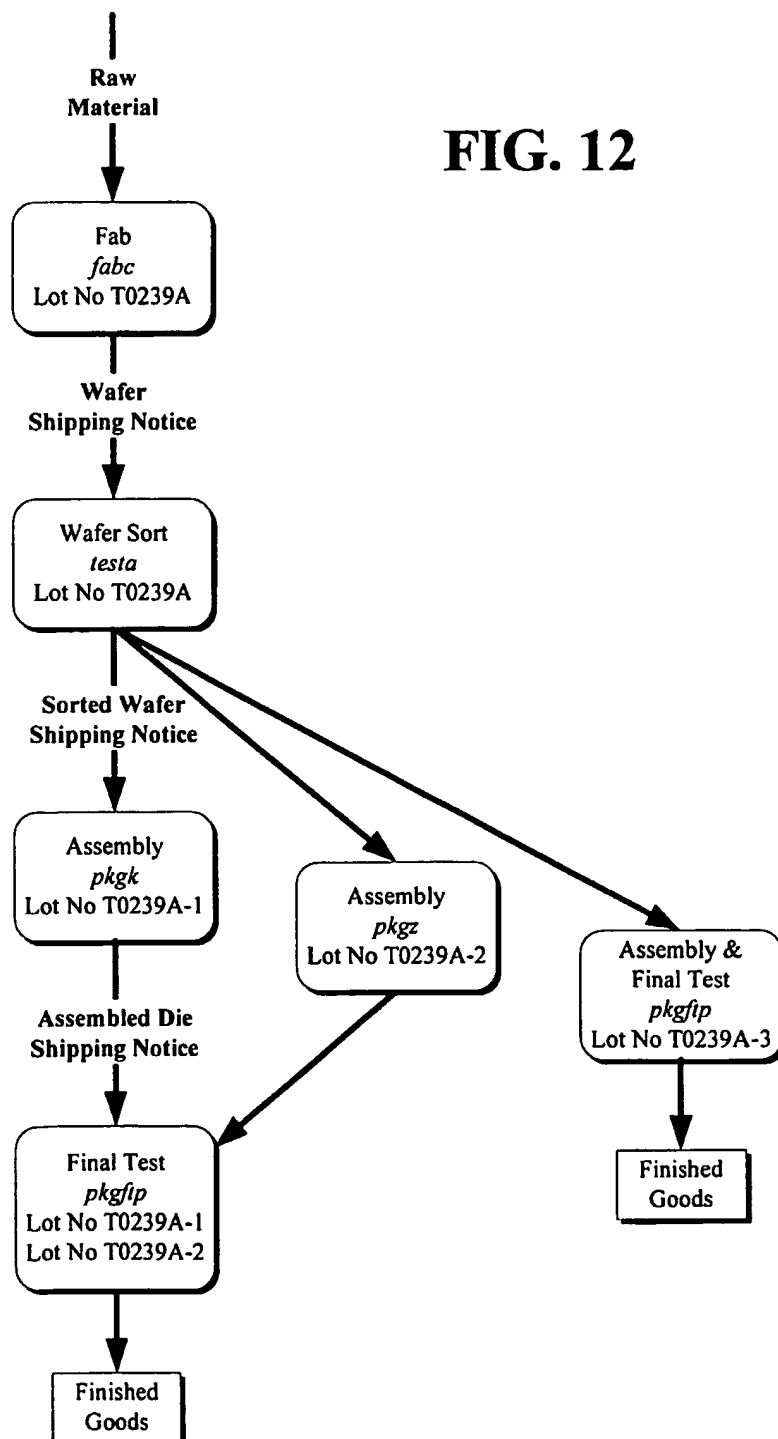 Raw
Material
FIG. 12
Fab
fabc
Lot No T0239A
Wafer
Shipping Notice
Wafer Sort
testa
Lot No T0239A
Sorted Wafer
Shipping Notice
Assembly
pkgk
Lot No T0239A-1
Assembly
pkgz
Lot No T0239A-2
Assembly &
Final Test
pkgftp
Lot No T0239A-3
Assembled Die
Shipping Notice
Final Test
pkgftp
Lot No T0239A-1
Lot No T0239A-2
Finished
Goods
Finished
Goods